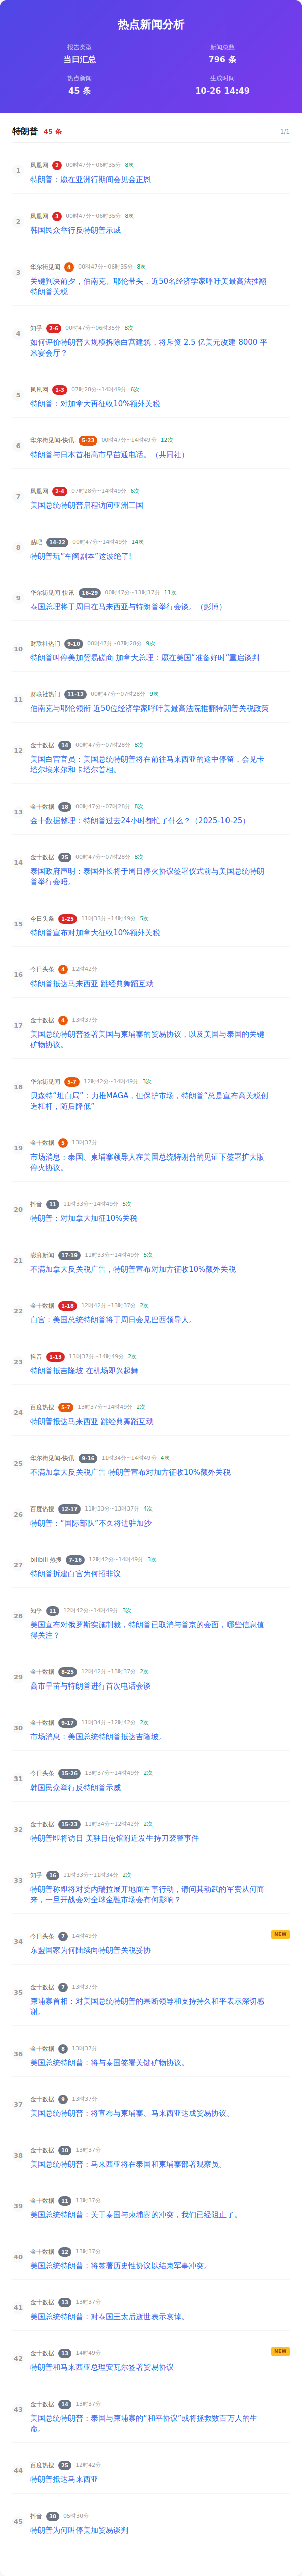 热点新闻分析
报告类型
当日汇总
新闻总数
796 条
热点新闻
45 条
生成时间
10-26 14:49
特朗普 45 条 1/1
1
凤凰网 2 00时47分~06时35分 8次
特朗普：愿在亚洲行期间会见金正恩
2
凤凰网 3 00时47分~06时35分 8次
韩国民众举行反特朗普示威
3
华尔街见闻 4 00时47分~06时35分 8次
关键判决前夕，伯南克、耶伦带头，近50名经济学家呼吁美最高法推翻
特朗普关税
4
知乎 2-6 00时47分~06时35分 8次
如何评价特朗普大规模拆除白宫建筑，将斥资 2.5 亿美元改建 8000 平
米宴会厅？
5
凤凰网 1-3 07时28分~14时49分 6次
特朗普：对加拿大再征收10%额外关税
6
华尔街见闻-快讯 5-23 00时47分~14时49分 12次
特朗普与日本首相高市早苗通电话。（共同社）
7
凤凰网 2-4 07时28分~14时49分 6次
美国总统特朗普启程访问亚洲三国
8
贴吧 14-22 00时47分~14时49分 14次
特朗普玩“军阀剧本”这波绝了!
9
华尔街见闻-快讯 16-29 00时47分~13时37分 11次
泰国总理将于周日在马来西亚与特朗普举行会谈。（彭博）
10
财联社热门 9-10 00时47分~07时28分 9次
特朗普叫停美加贸易磋商 加拿大总理：愿在美国“准备好时”重启谈判
11
财联社热门 11-12 00时47分~07时28分 9次
伯南克与耶伦领衔 近50位经济学家呼吁美最高法院推翻特朗普关税政策
12
金十数据 14 00时47分~07时28分 8次
美国白宫官员：美国总统特朗普将在前往马来西亚的途中停留，会见卡
塔尔埃米尔和卡塔尔首相。
13
金十数据 18 00时47分~07时28分 8次
金十数据整理：特朗普过去24小时都忙了什么？（2025-10-25）
14
金十数据 25 00时47分~07时28分 8次
泰国政府声明：泰国外长将于周日停火协议签署仪式前与美国总统特朗
普举行会晤。
15
今日头条 1-25 11时33分~14时49分 5次
特朗普宣布对加拿大征收10%额外关税
16
今日头条 4 12时42分
特朗普抵达马来西亚 跳经典舞蹈互动
17
金十数据 4 13时37分
美国总统特朗普签署美国与柬埔寨的贸易协议，以及美国与泰国的关键
矿物协议。
18
华尔街见闻 5-7 12时42分~14时49分 3次
贝森特“坦白局”：力推MAGA，但保护市场，特朗普“总是宣布高关税创
造杠杆，随后降低”
19
金十数据 5 13时37分
市场消息：泰国、柬埔寨领导人在美国总统特朗普的见证下签署扩大版
停火协议。
20
抖音 11 11时33分~14时49分 5次
特朗普：对加拿大加征10%关税
21
澎湃新闻 17-19 11时33分~14时49分 5次
不满加拿大反关税广告，特朗普宣布对加方征收10%额外关税
22
金十数据 1-18 12时42分~13时37分 2次
白宫：美国总统特朗普将于周日会见巴西领导人。
23
抖音 1-13 13时37分~14时49分 2次
特朗普抵吉隆坡 在机场即兴起舞
24
百度热搜 5-7 13时37分~14时49分 2次
特朗普抵达马来西亚 跳经典舞蹈互动
25
华尔街见闻-快讯 9-16 11时34分~14时49分 4次
不满加拿大反关税广告 特朗普宣布对加方征收10%额外关税
26
百度热搜 12-17 11时33分~13时37分 4次
特朗普：“国际部队”不久将进驻加沙
27
bilibili 热搜 7-16 12时42分~14时49分 3次
特朗普拆建白宫为何招非议
28
知乎 11 12时42分~14时49分 3次
美国宣布对俄罗斯实施制裁，特朗普已取消与普京的会面，哪些信息值
得关注？
29
金十数据 8-25 12时42分~13时37分 2次
高市早苗与特朗普进行首次电话会谈
30
金十数据 9-17 11时34分~12时42分 2次
市场消息：美国总统特朗普抵达吉隆坡。
31
今日头条 15-26 13时37分~14时49分 2次
韩国民众举行反特朗普示威
32
金十数据 15-23 11时34分~12时42分 2次
特朗普即将访日 美驻日使馆附近发生持刀袭警事件
33
知乎 16 11时33分~11时34分 2次
特朗普称即将对委内瑞拉展开地面军事行动，请问其动武的军费从何而
来，一旦开战会对全球金融市场会有何影响？
34
今日头条 7 14时49分 NEW
东盟国家为何陆续向特朗普关税妥协
35
金十数据 7 13时37分
柬埔寨首相：对美国总统特朗普的果断领导和支持持久和平表示深切感
谢。
36
金十数据 8 13时37分
美国总统特朗普：将与泰国签署关键矿物协议。
37
金十数据 9 13时37分
美国总统特朗普：将宣布与柬埔寨、马来西亚达成贸易协议。
38
金十数据 10 13时37分
美国总统特朗普：马来西亚将在泰国和柬埔寨部署观察员。
39
金十数据 11 13时37分
美国总统特朗普：关于泰国与柬埔寨的冲突，我们已经阻止了。
40
金十数据 12 13时37分
美国总统特朗普：将签署历史性协议以结束军事冲突。
41
金十数据 13 13时37分
美国总统特朗普：对泰国王太后逝世表示哀悼。
42
金十数据 13 14时49分 NEW
特朗普和马来西亚总理安瓦尔签署贸易协议
43
金十数据 14 13时37分
美国总统特朗普：泰国与柬埔寨的“和平协议”或将拯救数百万人的生
命。
44
百度热搜 25 12时42分
特朗普抵达马来西亚
45
抖音 30 05时30分
特朗普为何叫停美加贸易谈判